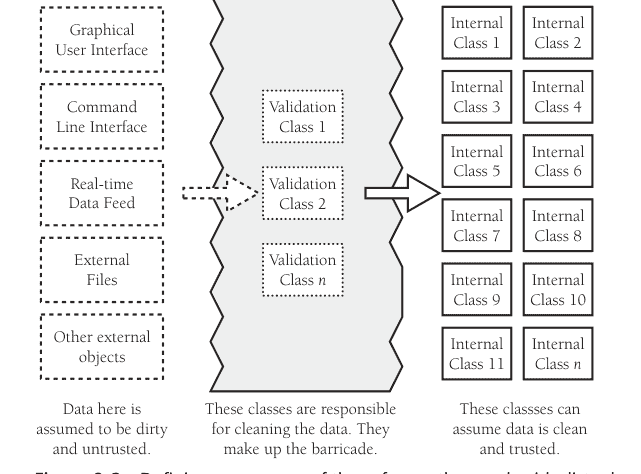 Graphical
User Interface
Command
Line Interface
Real-time
Data Feed
External
Files
Other external
objects
Data here is
assumed to be dirty
and untrusted.
Validation
Class 1
Validation
Class 2
Validation
Class n
These classes are responsible
for cleaning the data. They
make up the barricade.
Internal
Class 1
Internal
Class 2
Internal
Class 3
Internal
Class 4
Internal
Class 5
Internal
Class 6
Internal
Class 7
Internal
Class 8
Internal
Class 9
Internal
Class 10
Internal
Class 11
Internal
Class n
These classses can
assume data is clean
and trusted.